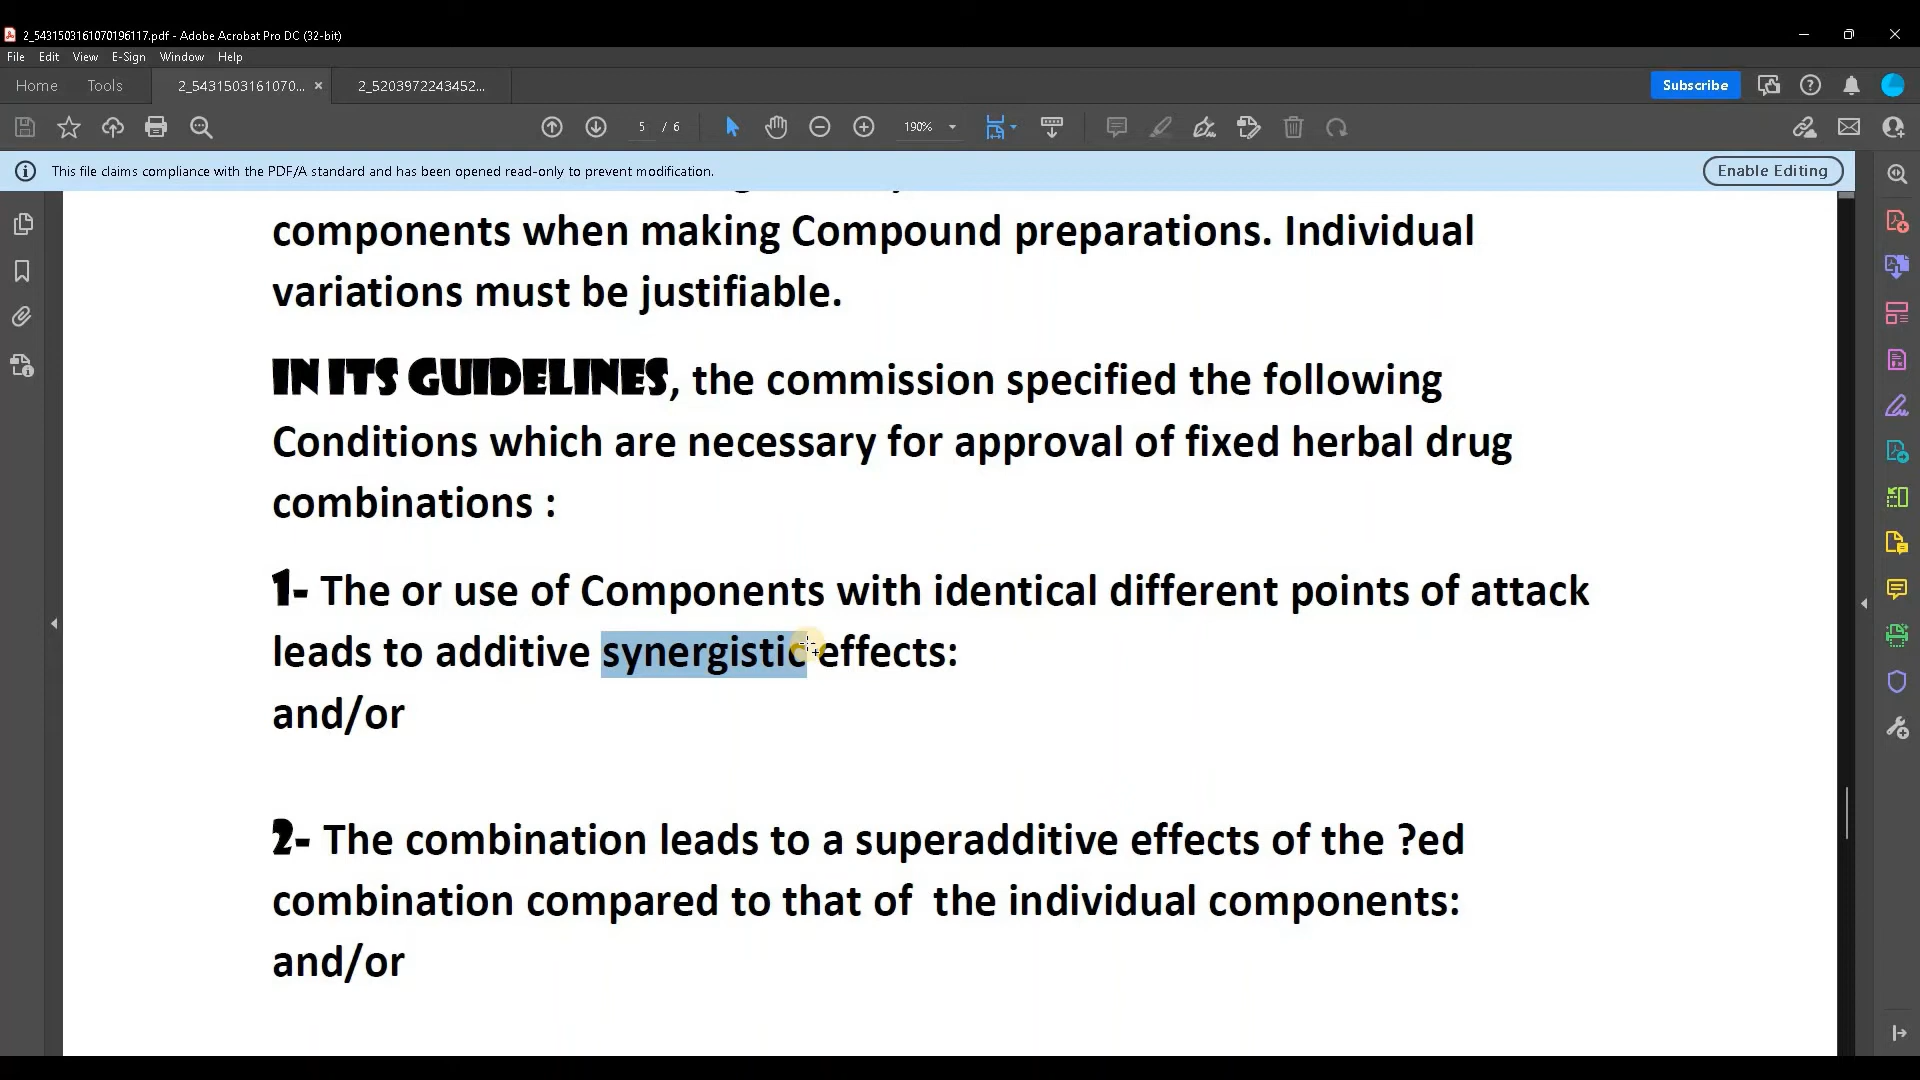 2_5431503161070196117.pdf - Adobe Acrobat Pro DC (32-bit)
File Edit View E-Sign Window Help
Home Tools 2_5431503161070... × 2_5203972243452... Subscribe
5 / 6 190%
This file claims compliance with the PDF/A standard and has been opened read-only to prevent modification. Enable Editing
components when making Compound preparations. Individual
variations must be justifiable.
IN ITS GUIDELINES, the commission specified the following
Conditions which are necessary for approval of fixed herbal drug
combinations :
1- The or use of Components with identical different points of attack
leads to additive synergistic effects:
and/or
2- The combination leads to a superadditive effects of the ?ed
combination compared to that of the individual components:
and/or